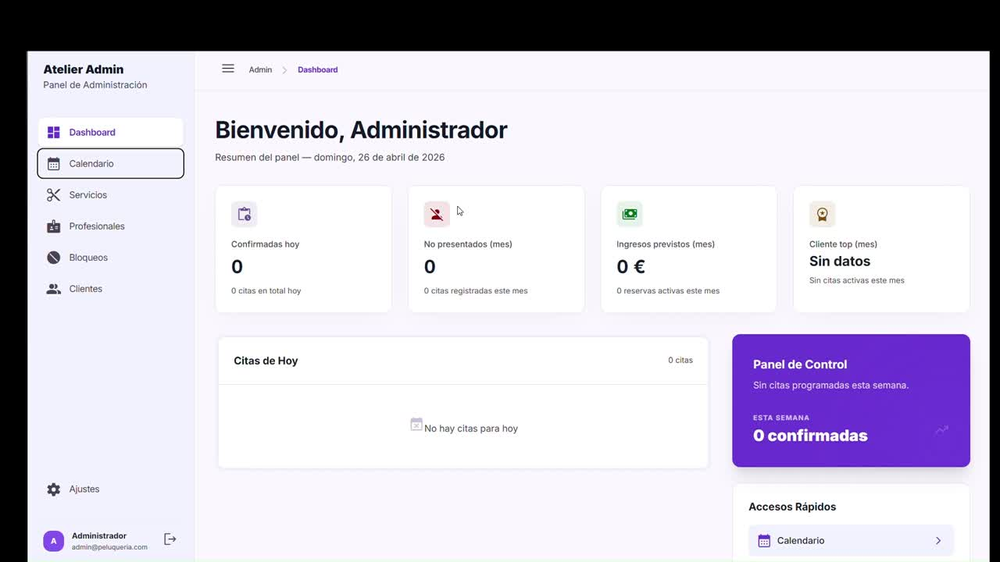 Atelier Admin
Panel de Administración
Dashboard
Calendario
Servicios
Profesionales
Bloqueos
Clientes
Ajustes
A
Administrador
admin@peluqueria.com
Admin
Dashboard
Bienvenido, Administrador
Resumen del panel — domingo, 26 de abril de 2026
Confirmadas hoy
0
0 citas en total hoy
No presentados (mes)
0
0 citas registradas este mes
Ingresos previstos (mes)
0 €
0 reservas activas este mes
Cliente top (mes)
Sin datos
Sin citas activas este mes
Citas de Hoy
0 citas
No hay citas para hoy
Panel de Control
Sin citas programadas esta semana.
ESTA SEMANA
0 confirmadas
Accesos Rápidos
Calendario